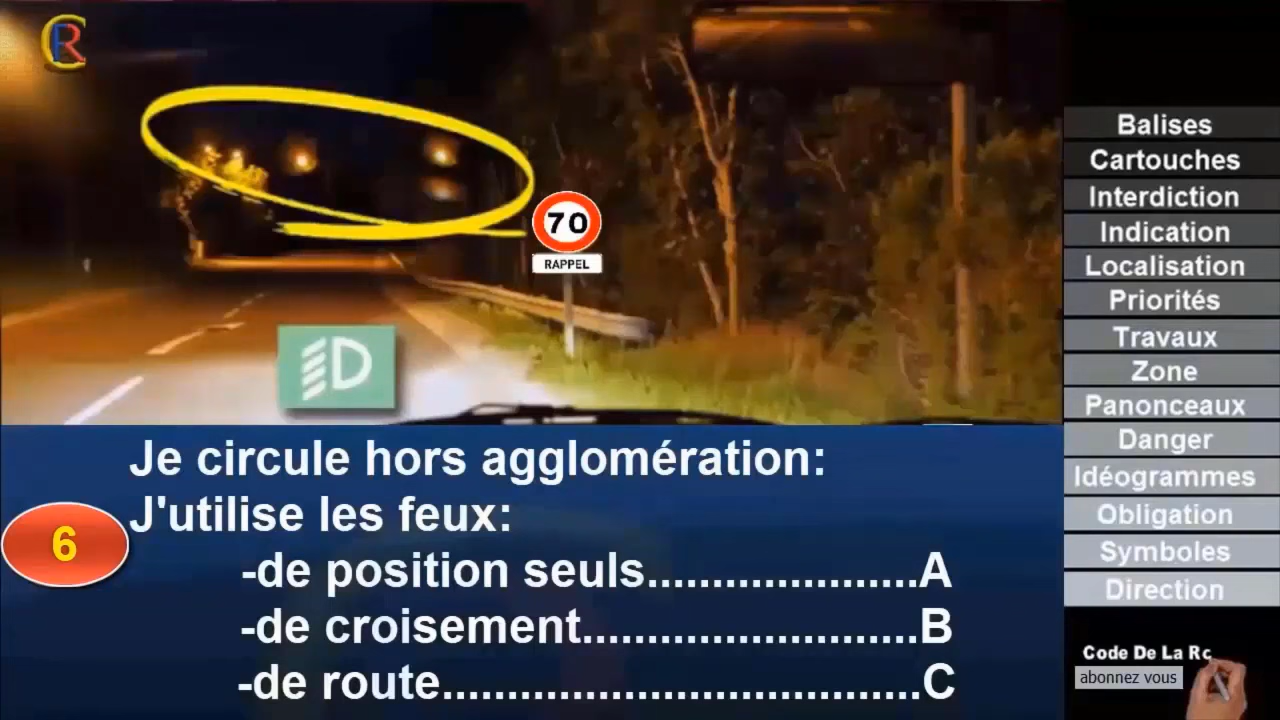 CR
70
RAPPEL
Je circule hors agglomération:
J'utilise les feux:
-de position seuls.....................A
-de croisement..........................B
-de route.....................................C
6
Balises
Cartouches
Interdiction
Indication
Localisation
Priorités
Travaux
Zone
Panonceaux
Danger
Idéogrammes
Obligation
Symboles
Direction
Code De La Rc
abonnez vous